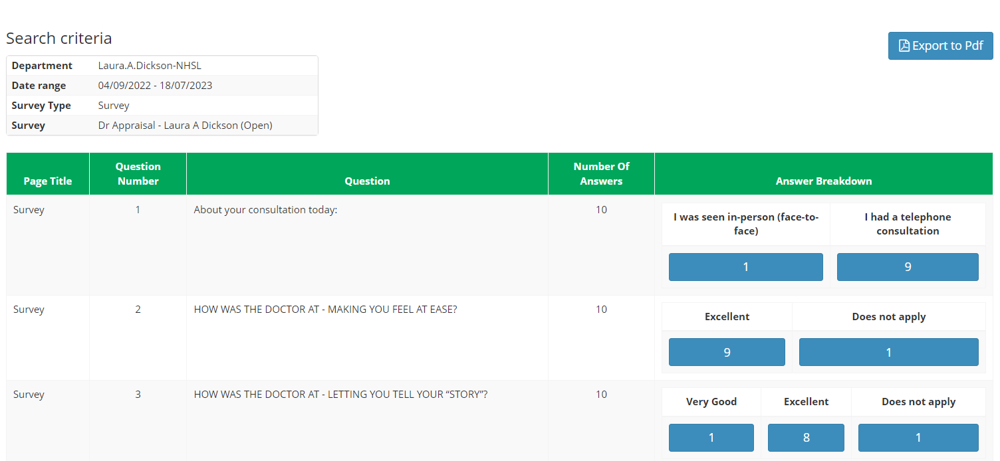 Search criteria
Export to Pdf
Department Laura.A.Dickson-NHSL
Date range 04/09/2022 - 18/07/2023
Survey Type Survey
Survey Dr Appraisal - Laura A Dickson (Open)
Page Title
Question
Number
Question
Number Of
Answers
Answer Breakdown
Survey 1 About your consultation today: 10
I was seen in-person (face-to-
face)
I had a telephone
consultation
1 9
Survey 2 HOW WAS THE DOCTOR AT - MAKING YOU FEEL AT EASE? 10
Excellent Does not apply
9 1
Survey 3 HOW WAS THE DOCTOR AT - LETTING YOU TELL YOUR “STORY”? 10
Very Good Excellent Does not apply
1 8 1